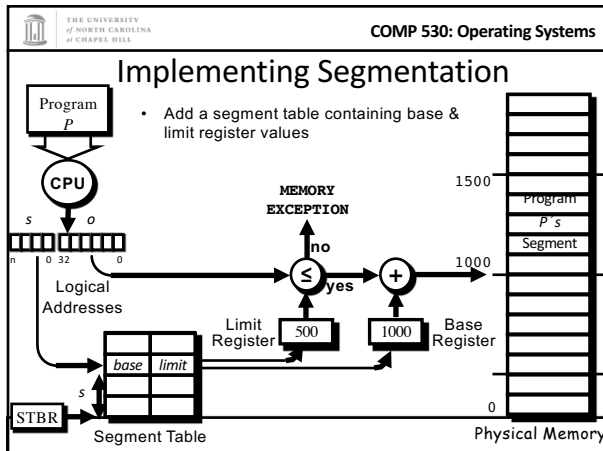 THE UNIVERSITY
of NORTH CAROLINA
at CHAPEL HILL
COMP 530: Operating Systems
Implementing Segmentation
Program
P
• Add a segment table containing base &
limit register values
CPU
MEMORY
EXCEPTION
s o
no
n 0 32 0
≤
yes
+
Logical
Addresses
Limit
Register
500
1000
Base
Register
base limit
s
STBR
Segment Table
1500
Program
P's
Segment
1000
0
Physical Memory